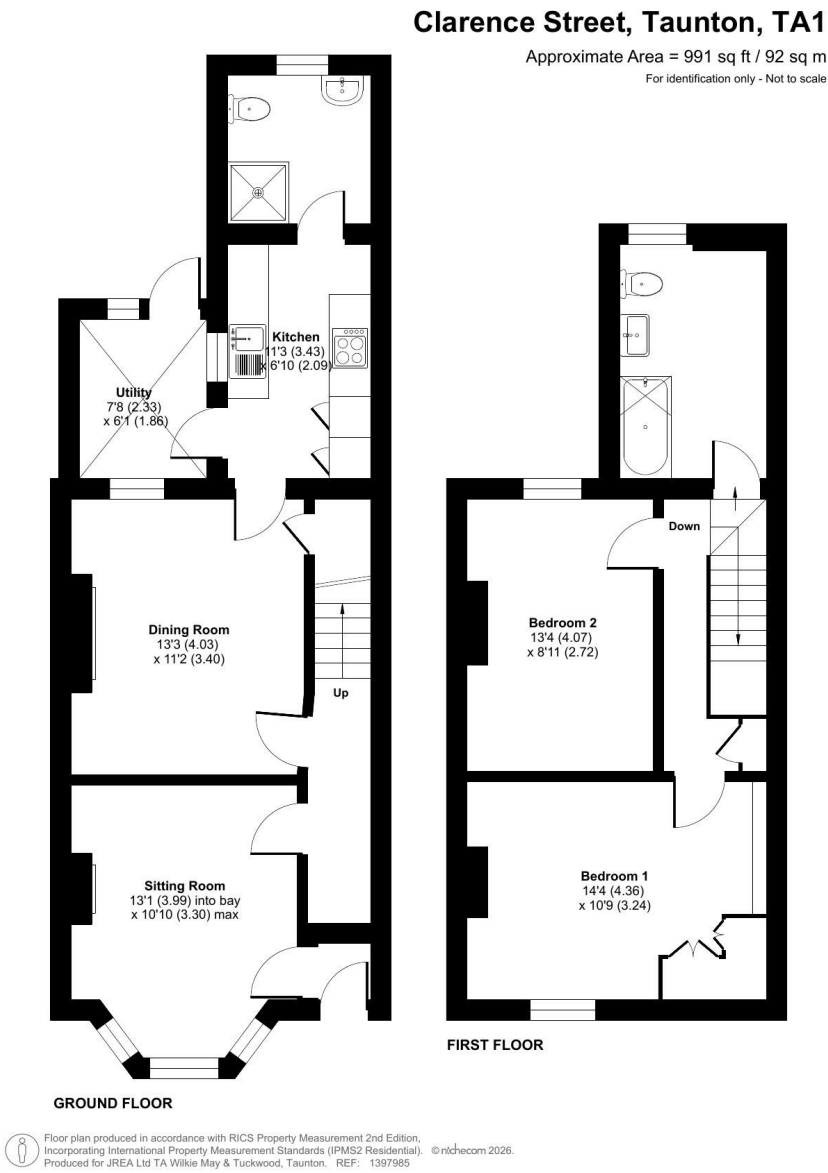 Clarence Street, Taunton, TA1
Approximate Area = 991 sq ft / 92 sq m
For identification only - Not to scale
Kitchen
11'3 (3.43)
x 6'10 (2.09)
Utility
7'8 (2.33)
x 6'1 (1.86)
Dining Room
13'3 (4.03)
x 11'2 (3.40)
Up
Sitting Room
13'1 (3.99) into bay
x 10'10 (3.30) max
GROUND FLOOR
Down
Bedroom 2
13'4 (4.07)
x 8'11 (2.72)
Bedroom 1
14'4 (4.36)
x 10'9 (3.24)
FIRST FLOOR
Floor plan produced in accordance with RICS Property Measurement 2nd Edition,
Incorporating International Property Measurement Standards (IPMS2 Residential). © nichecom 2026.
Produced for JREA Ltd TA Wilkie May & Tuckwood, Taunton. REF: 1397985